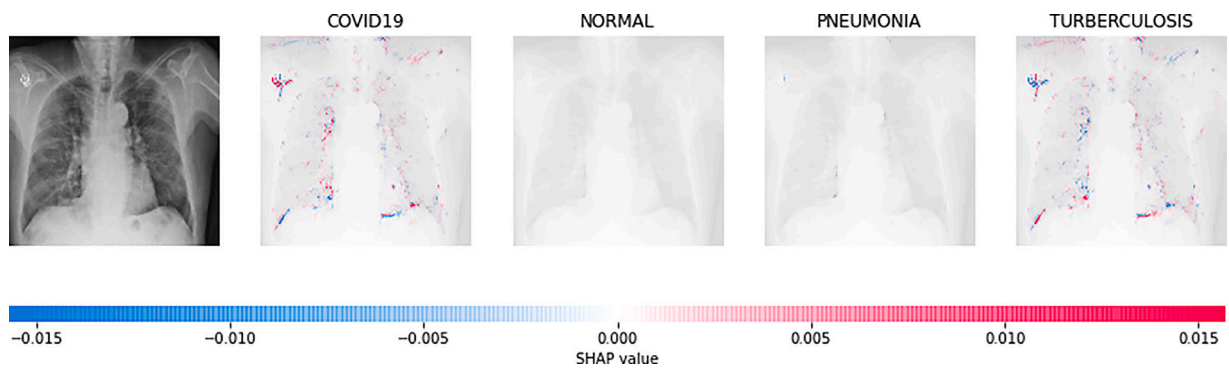 COVID19 NORMAL PNEUMONIA TURBERCULOSIS
−0.015 −0.010 −0.005 0.000 0.005 0.010 0.015
SHAP value